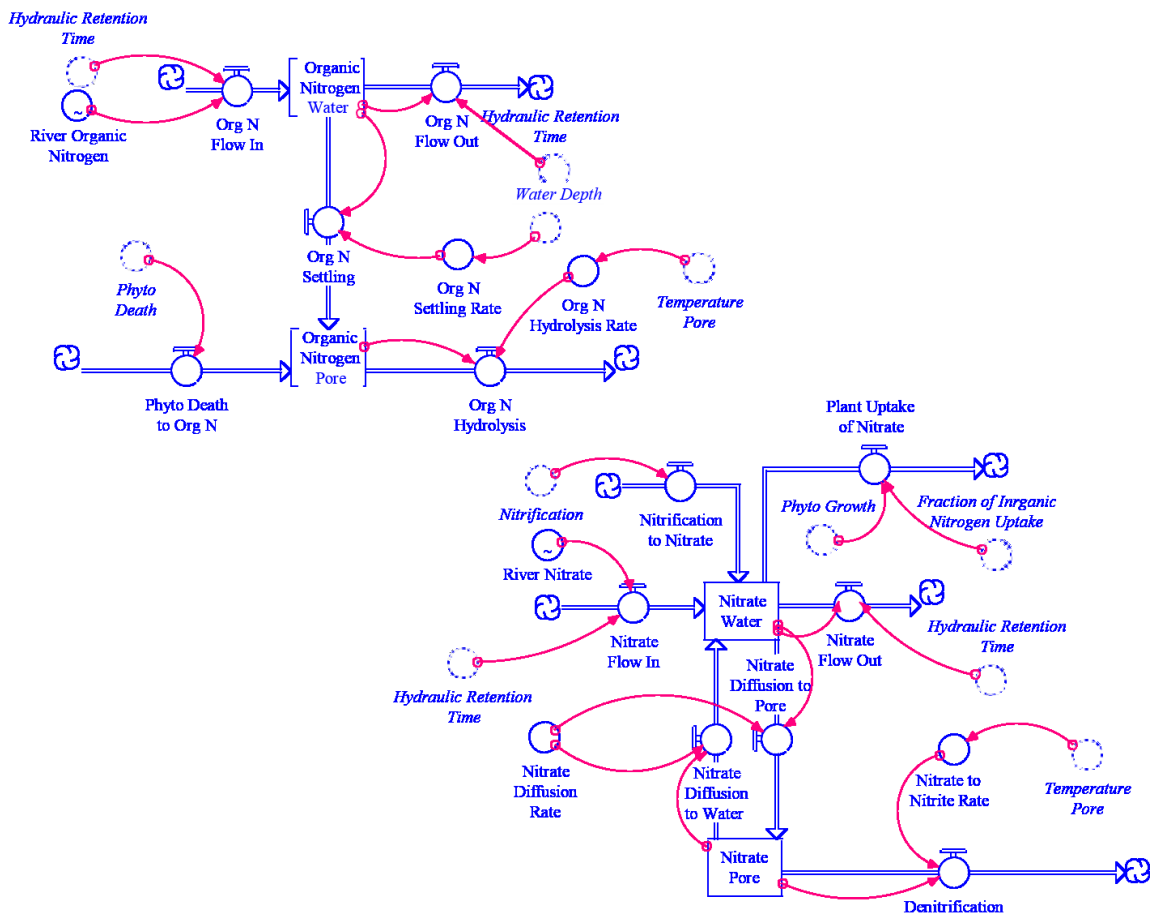 Hydraulic Retention
Time
Organic
Nitrogen
Water
~
River Organic
Nitrogen
Org N
Flow In
Org N
Flow Out
Hydraulic Retention
Time
Water Depth
Org N
Settling
Org N
Settling Rate
Org N
Hydrolysis Rate
Temperature
Pore
Phyto
Death
Organic
Nitrogen
Pore
Phyto Death
to Org N
Org N
Hydrolysis
Plant Uptake
of Nitrate
Nitrification
Nitrification
to Nitrate
Phyto Growth
Fraction of Inrganic
Nitrogen Uptake
~
River Nitrate
Nitrate
Water
Nitrate
Flow In
Nitrate
Flow Out
Hydraulic Retention
Time
Hydraulic Retention
Time
Nitrate
Diffusion to
Pore
Nitrate
Diffusion
Rate
Nitrate
Diffusion
to Water
Nitrate to
Nitrite Rate
Temperature
Pore
Nitrate
Pore
Denitrification